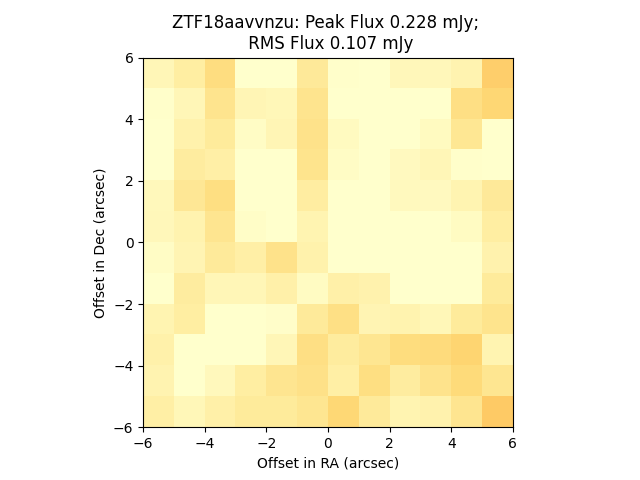 ZTF18aavvnzu: Peak Flux 0.228 mJy;
RMS Flux 0.107 mJy
6
4
2
0
−2
−4
−6
Offset in Dec (arcsec)
−6 −4 −2 0 2 4 6
Offset in RA (arcsec)